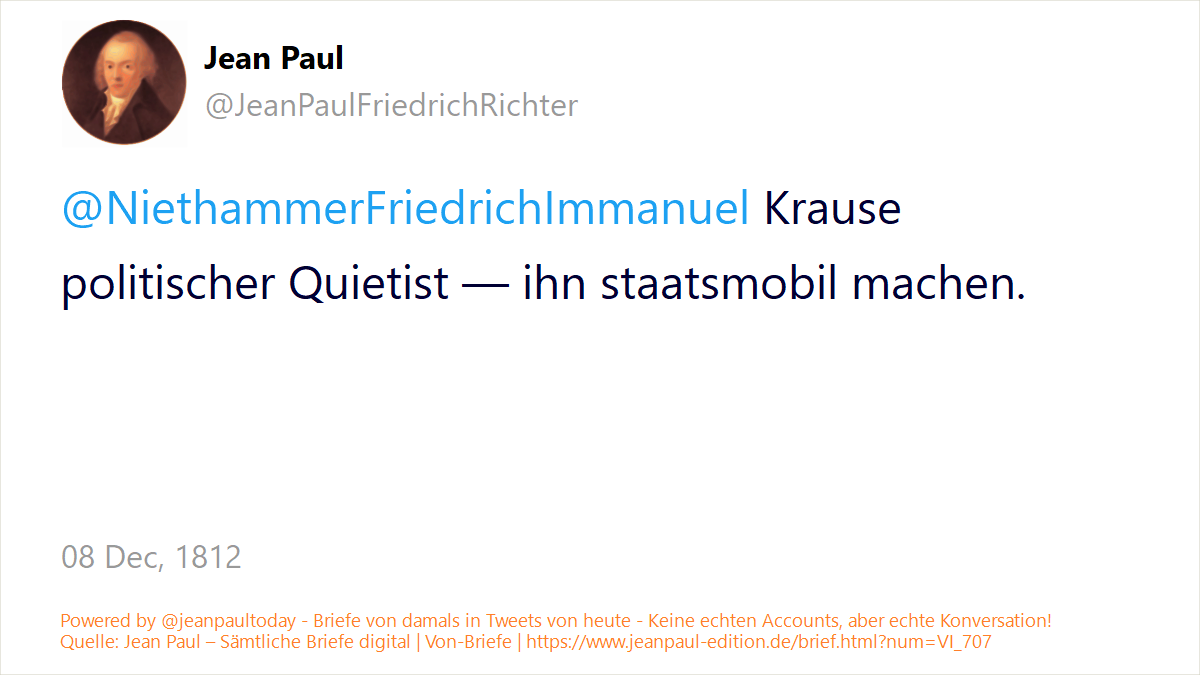 Jean Paul
@JeanPaulFriedrichRichter
@NiethammerFriedrichImmanuel Krause
politischer Quietist — ihn staatsmobil machen.
08 Dec, 1812
Powered by @jeanpaultoday - Briefe von damals in Tweets von heute - Keine echten Accounts, aber echte Konversation!
Quelle: Jean Paul – Sämtliche Briefe digital | Von-Briefe | https://www.jeanpaul-edition.de/brief.html?num=VI_707